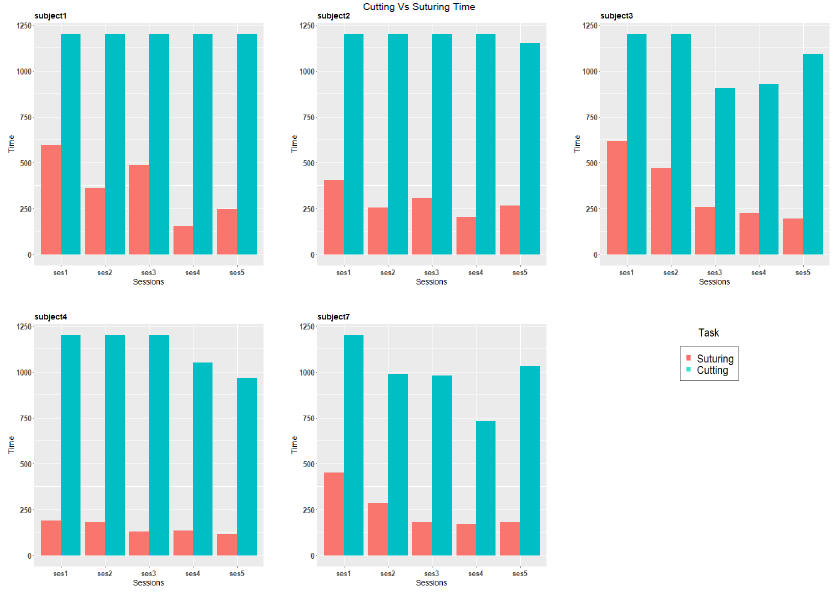 Cutting Vs Suturing Time
subject1
1250
1000
750
500
250
0
Time
ses1 ses2 ses3 ses4 ses5
Sessions
subject2
1250
1000
750
500
250
0
Time
ses1 ses2 ses3 ses4 ses5
Sessions
subject3
1250
1000
750
500
250
0
Time
ses1 ses2 ses3 ses4 ses5
Sessions
subject4
1250
1000
750
500
250
0
Time
ses1 ses2 ses3 ses4 ses5
Sessions
subject7
1250
1000
750
500
250
0
Time
ses1 ses2 ses3 ses4 ses5
Sessions
Task
Suturing
Cutting